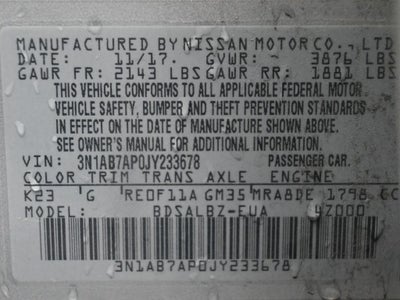 MANUFACTURED BY NISSAN MOTOR CO., LTD
DATE: 11/17. GVWR: 3876 LBS
GAWR FR: 2143 LBS GAWR RR: 1881 LBS
THIS VEHICLE CONFORMS TO ALL APPLICABLE FEDERAL MOTOR
VEHICLE SAFETY, BUMPER AND THEFT PREVENTION STANDARDS
IN EFFECT ON THE DATE OF MANUFACTURE SHOWN ABOVE.
SEE OWNER'S MANUAL FOR ADDITIONAL INFORMATION.
VIN: 3N1AB7AP0JY233678 PASSENGER CAR.
COLOR TRIM TRANS AXLE ENGINE
K23 G RE0F11A GM35 MRA8DE 1798 CC
MODEL: BDSALBZ-EUA 4Z000
3N1AB7AP0JY233678